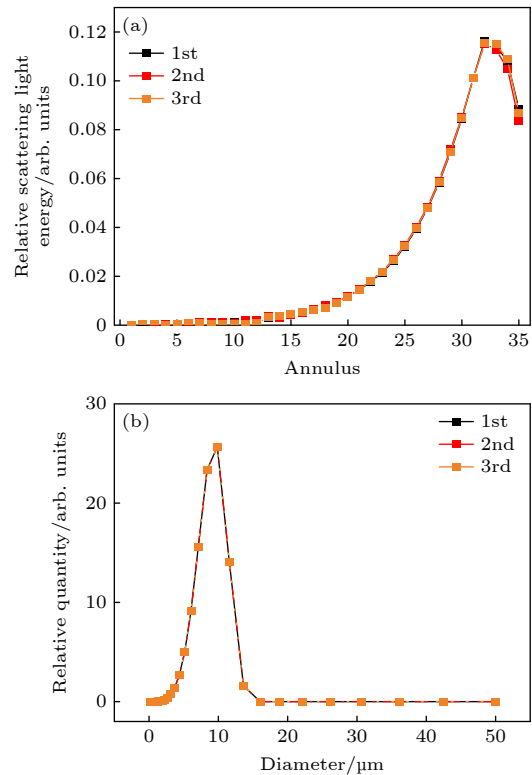 (a)
1st
2nd
3rd
0.12
0.10
0.08
0.06
0.04
0.02
0
Relative scattering light
energy/arb. units
0 5 10 15 20 25 30 35
Annulus
(b)
1st
2nd
3rd
30
20
10
0
Relative quantity/arb. units
0 10 20 30 40 50
Diameter/µm